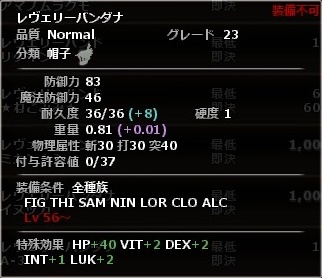 レヴェリーバンダナ
装備不可
品質 Normal グレード 23
分類 帽子
防御力 83
魔法防御力 46
耐久度 36/36 (+8) 硬度 1
重量 0.81 (+0.01)
物理属性 斬30 打30 突40
付与許容値 0/37
装備条件 全種族
FIG THI SAM NIN LOR CLO ALC
Lv 56～
特殊効果 HP+40 VIT+2 DEX+2
INT+1 LUK+2